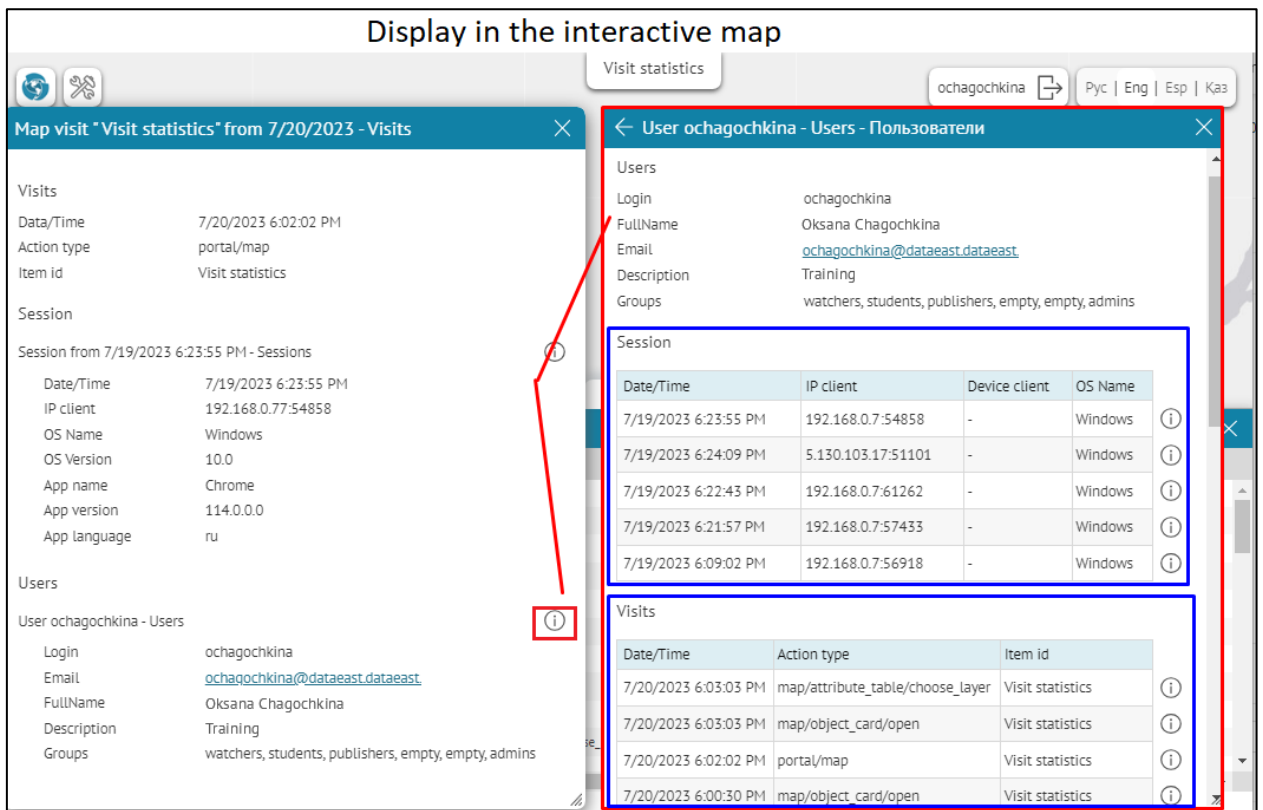 Display in the interactive map
Visit statistics
ochagochkina
Рус | Eng | Esp | Қаз
Map visit "Visit statistics" from 7/20/2023 - Visits
Visits
Data/Time 7/20/2023 6:02:02 PM
Action type portal/map
Item id Visit statistics
Session
Session from 7/19/2023 6:23:55 PM - Sessions
Date/Time 7/19/2023 6:23:55 PM
IP client 192.168.0.77:54858
OS Name Windows
OS Version 10.0
App name Chrome
App version 114.0.0.0
App language ru
Users
User ochagochkina - Users
Login ochagochkina
Email ochagochkina@dataeast.dataeast.
FullName Oksana Chagochkina
Description Training
Groups watchers, students, publishers, empty, empty, admins
User ochagochkina - Users - Пользователи
Users
Login ochagochkina
FullName Oksana Chagochkina
Email ochagochkina@dataeast.dataeast.
Description Training
Groups watchers, students, publishers, empty, empty, admins
Session
Date/Time IP client Device client OS Name
7/19/2023 6:23:55 PM 192.168.0.7:54858 - Windows
7/19/2023 6:24:09 PM 5.130.103.17:51101 - Windows
7/19/2023 6:22:43 PM 192.168.0.7:61262 - Windows
7/19/2023 6:21:57 PM 192.168.0.7:57433 - Windows
7/19/2023 6:09:02 PM 192.168.0.7:56918 - Windows
Visits
Date/Time Action type Item id
7/20/2023 6:03:03 PM map/attribute_table/choose_layer Visit statistics
7/20/2023 6:03:03 PM map/object_card/open Visit statistics
7/20/2023 6:02:02 PM portal/map Visit statistics
7/20/2023 6:00:30 PM map/object_card/open Visit statistics